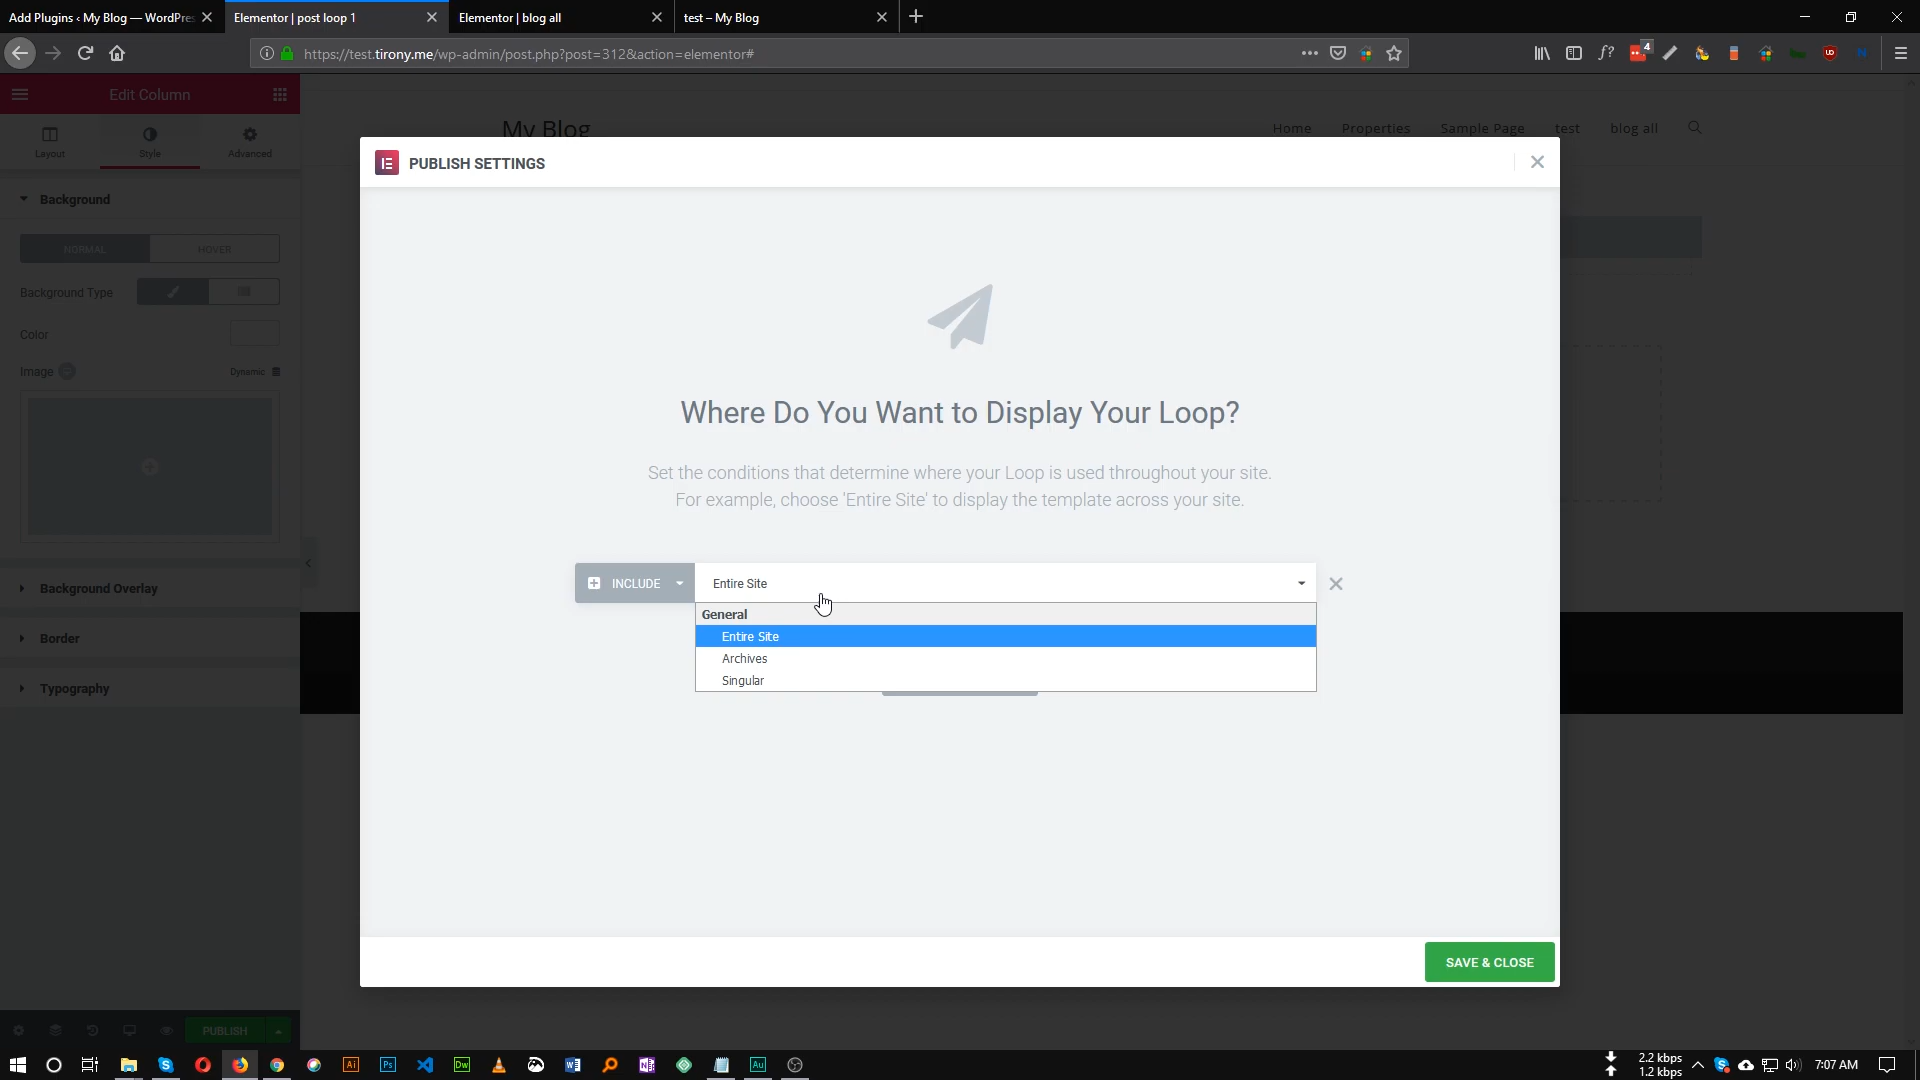 Add Plugins ‹ My Blog — WordPres
Elementor | post loop 1
Elementor | blog all
test – My Blog
https://test.tirony.me/wp-admin/post.php?post=312&action=elementor#
4
Edit Column
My Blog
Home
Properties
Sample Page
test
blog all
Layout
Style
Advanced
PUBLISH SETTINGS
Background
NORMAL
HOVER
Background Type
Color
Image
Dynamic
Where Do You Want to Display Your Loop?
Set the conditions that determine where your Loop is used throughout your site.
For example, choose 'Entire Site' to display the template across your site.
INCLUDE
Entire Site
General
Entire Site
Archives
Singular
Background Overlay
Border
Typography
SAVE & CLOSE
PUBLISH
2.2 kbps
1.2 kbps
7:07 AM